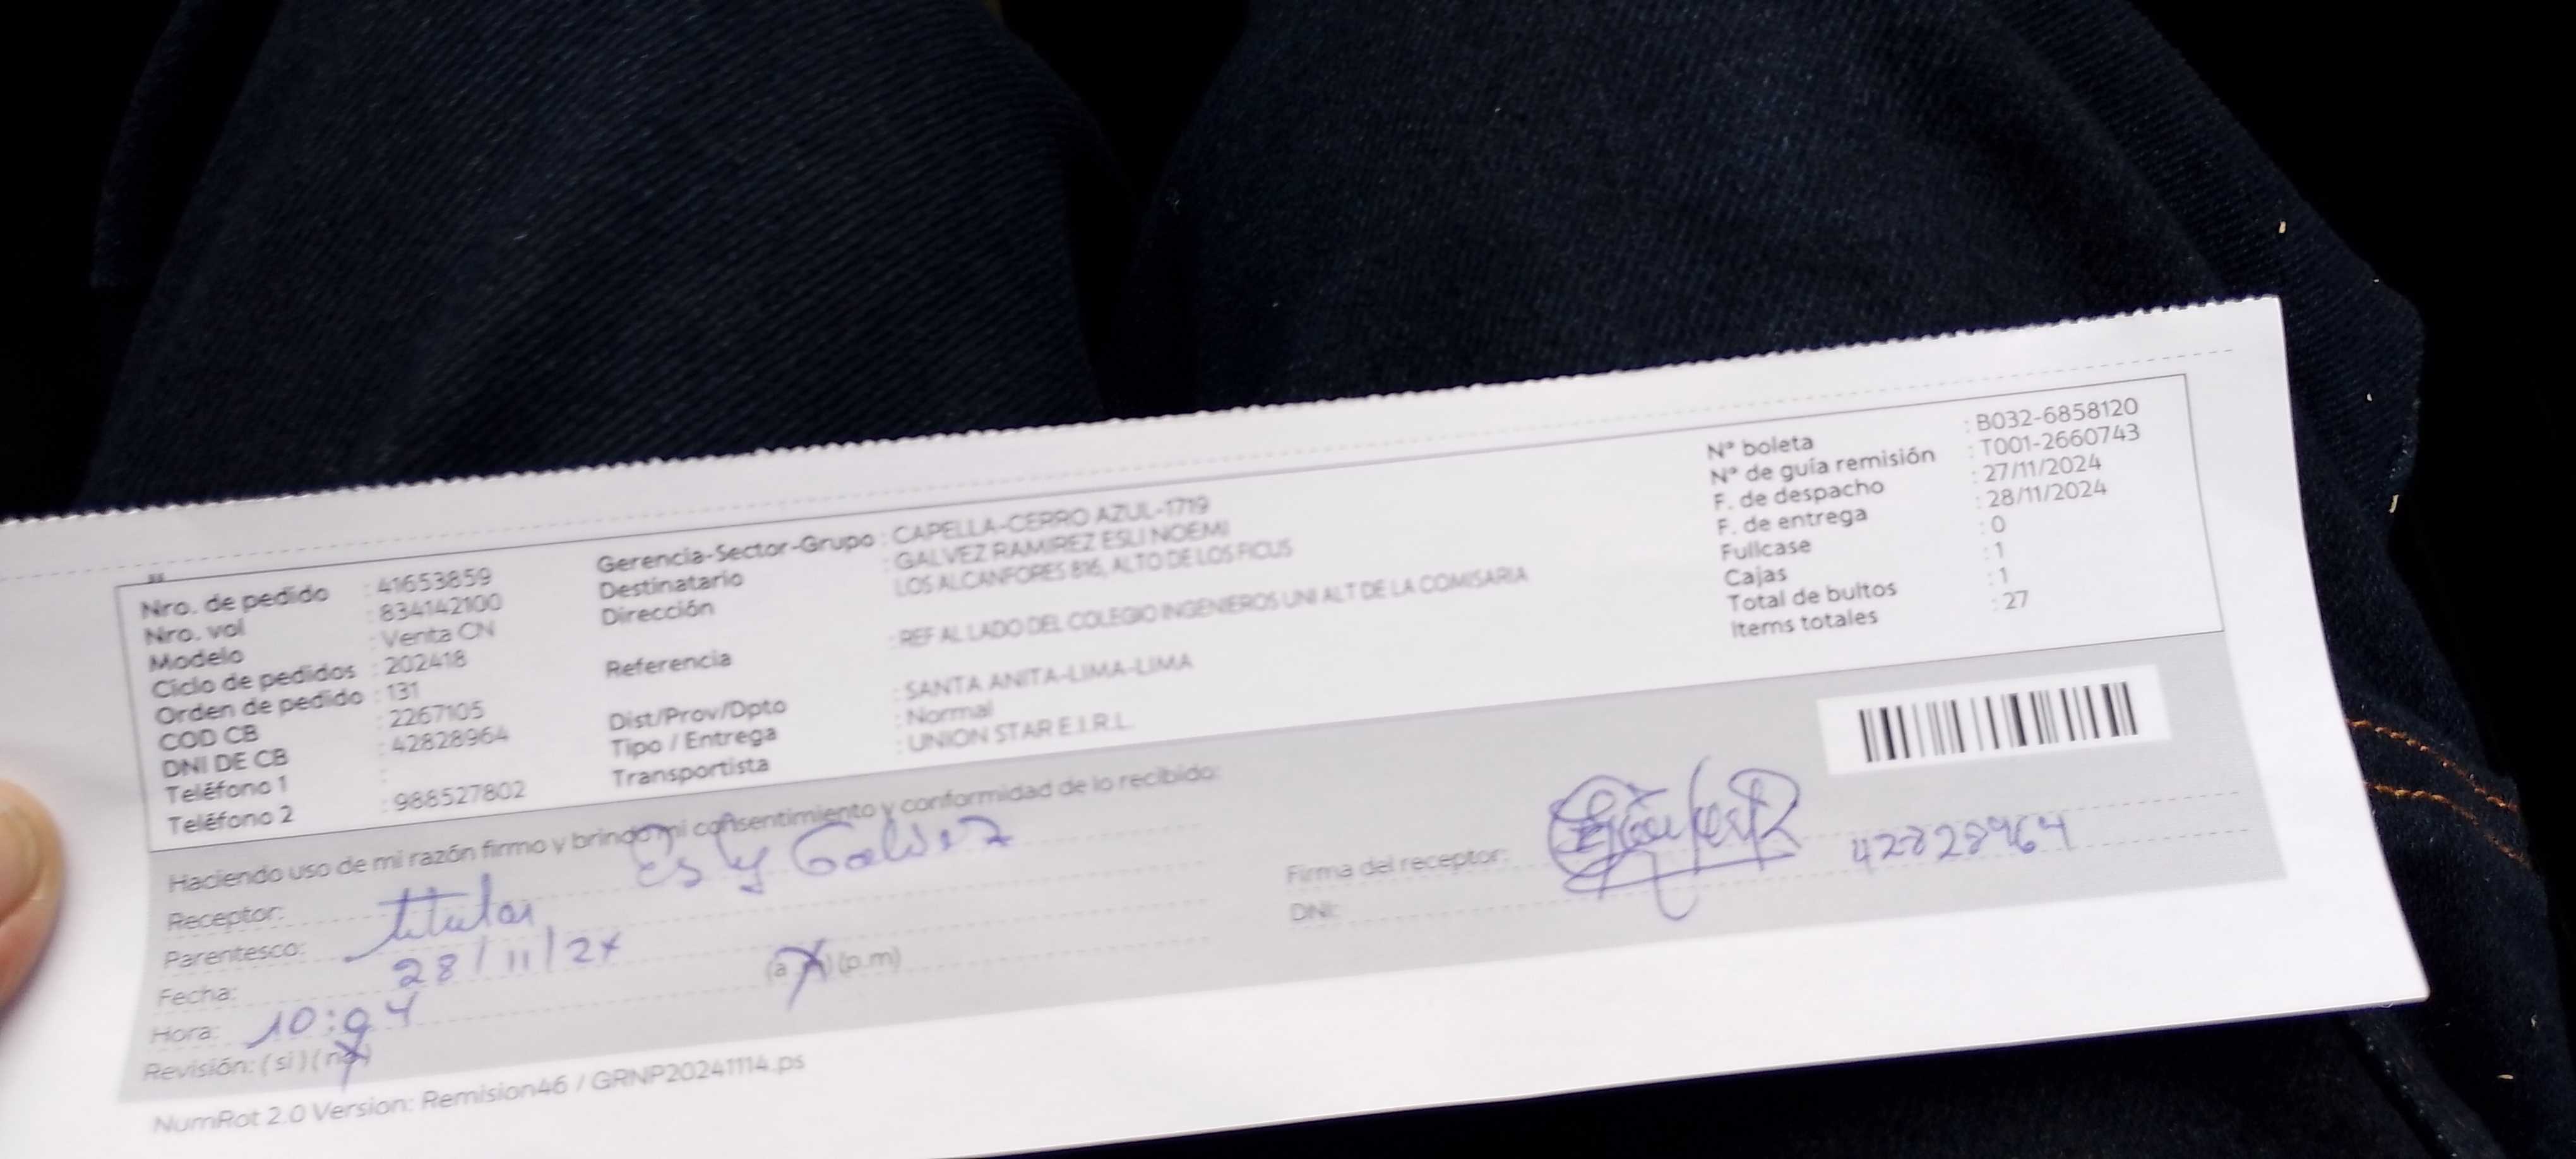 Nro. de pedido : 41653859
Nro. vol : 834142100
Modelo : Venta CN
Ciclo de pedidos : 202418
Orden de pedido : 131
COD CB : 2267105
DNI DE CB : 42828964
Teléfono 1 :
Teléfono 2 : 988527802
Gerencia-Sector-Grupo : CAPELLA-CERRO AZUL-1719
Destinatario : GALVEZ RAMIREZ ESLI NOEMI
Dirección : LOS ALCANFORES 816, ALTO DE LOS FICUS
Referencia : REF AL LADO DEL COLEGIO INGENIEROS UNI ALT DE LA COMISARIA
Dist/Prov/Dpto : SANTA ANITA-LIMA-LIMA
Tipo / Entrega : Normal
Transportista : UNION STAR E.I.R.L.
N° boleta : B032-6858120
N° de guía remisión : T001-2660743
F. de despacho : 27/11/2024
F. de entrega : 28/11/2024
Fullcase : 0
Cajas : 1
Total de bultos : 1
Items totales : 27
Haciendo uso de mi razón firmo y brindo mi consentimiento y conformidad de lo recibido:
Receptor: Esly Galvez
Parentesco: titular
Fecha: 28/11/24
Hora: 10:04 (a.m) (p.m)
Revisión: (si) (no)
Firma del receptor:
DNI: 42828964
NumRot 2.0 Version: Remision46 / GRNP20241114.ps